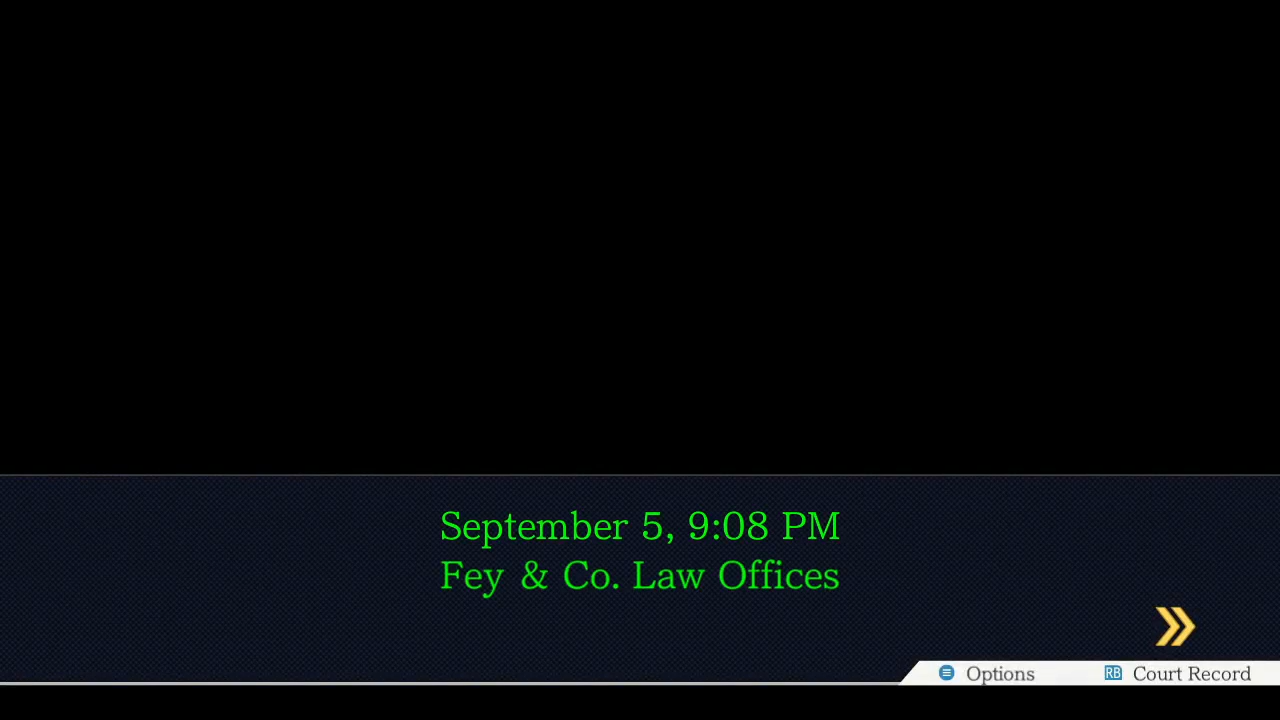 September 5, 9:08 PM
Fey & Co. Law Offices
Options
RB Court Record